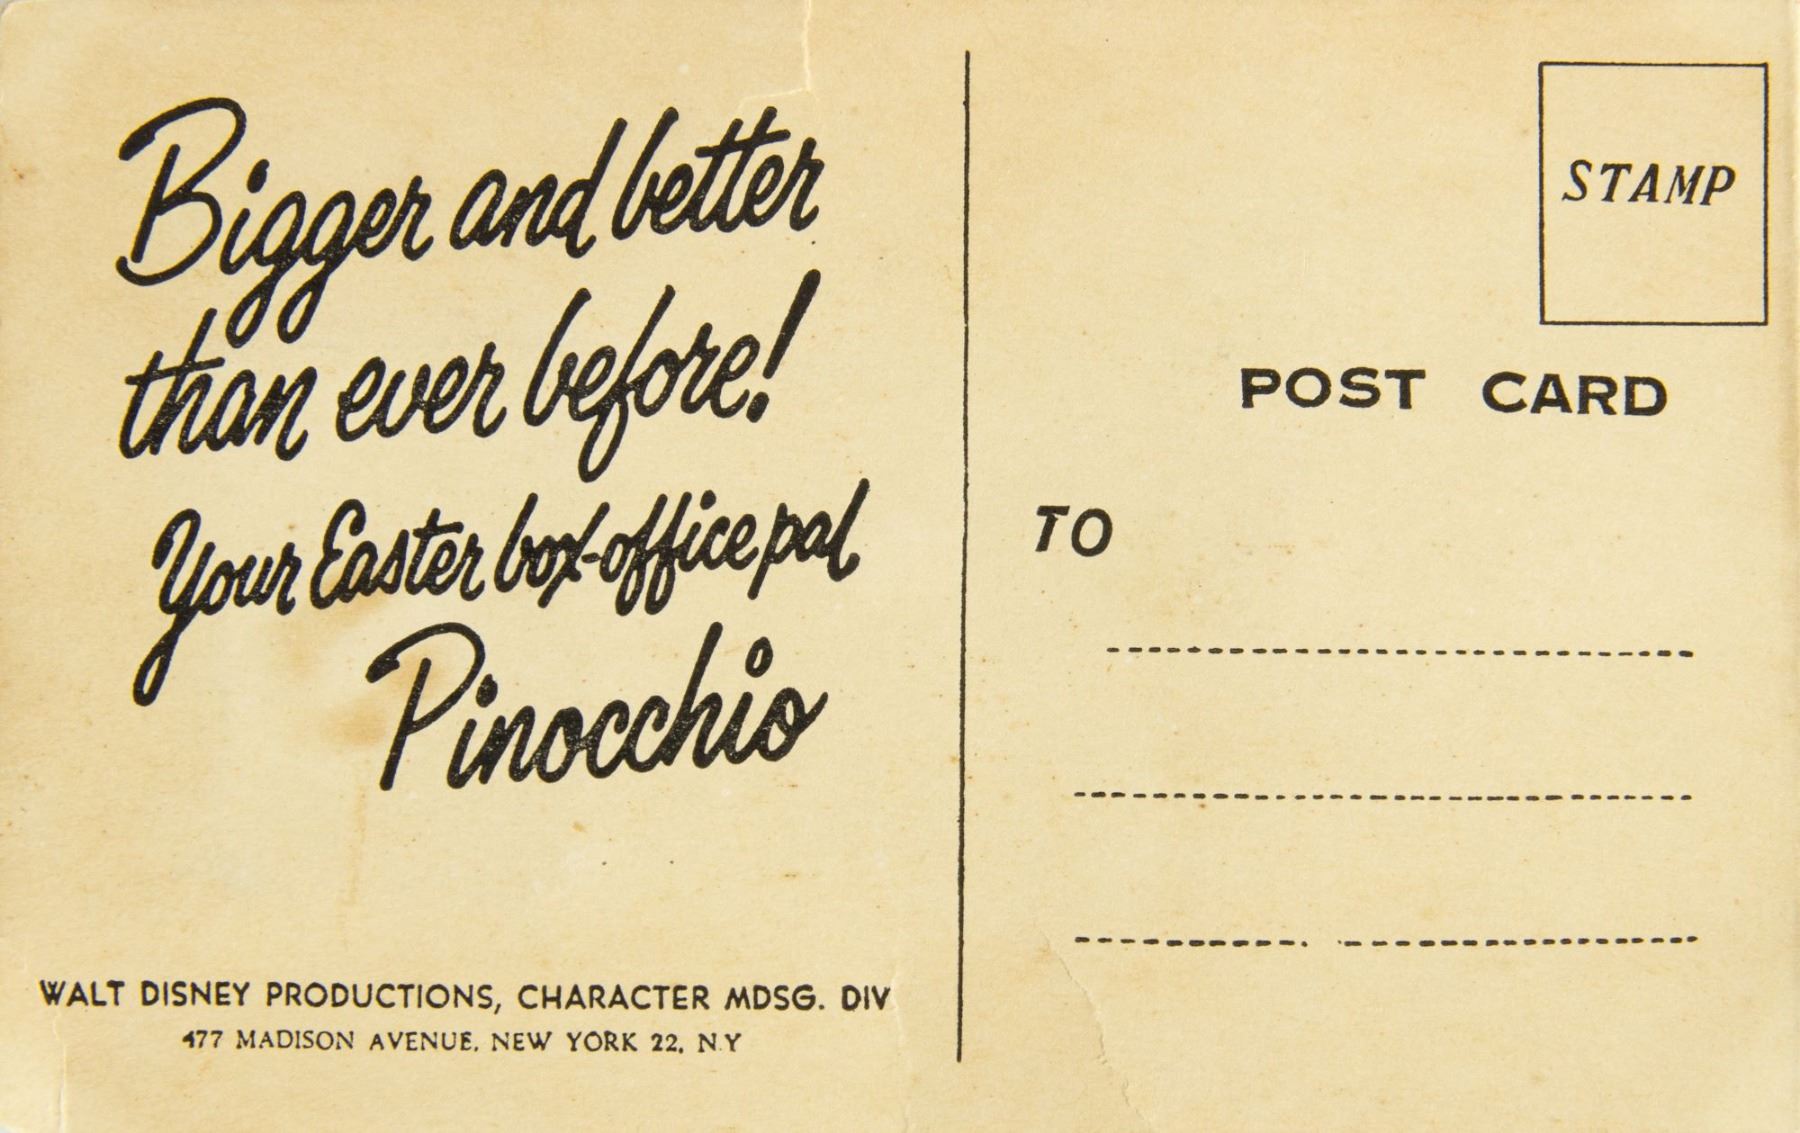 Bigger and better
than ever before!
Your Easter box-office pal
Pinocchio
WALT DISNEY PRODUCTIONS, CHARACTER MDSG. DIV
477 MADISON AVENUE. NEW YORK 22, N.Y
STAMP
POST CARD
TO